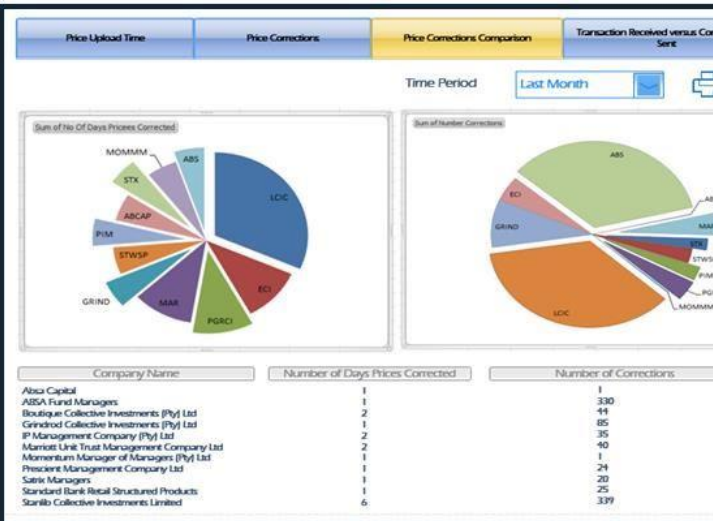 Price Upload Time
Price Corrections
Price Corrections Comparison
Transaction Received versus Con
Sent
Time Period
Last Month
Sum of No Of Days Pricees Corrected
MOMMM
ABS
STX
ABCAP
PIM
STWSP
GRIND
MAR
PGRCI
ECI
LCIC
Sum of Number Corrections
ABS
ECI
GRIND
LCIC
AB
MAR
STX
STWS
PIM
PG
MOMMM
Company Name Number of Days Prices Corrected Number of Corrections
Absa Capital 1 1
ABSA Fund Managers 1 330
Boutique Collective Investments (Pty) Ltd 2 44
Grindrod Collective Investments (Pty) Ltd 1 85
IP Management Company (Pty) Ltd 2 35
Marriott Unit Trust Management Company Ltd 2 40
Momentum Manager of Managers (Pty) Ltd 1 1
Prescient Management Company Ltd 1 24
Satrix Managers 1 20
Standard Bank Retail Structured Products 1 25
Stanlib Collective Investments Limited 6 339